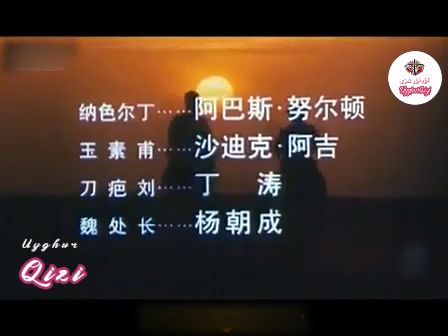 纳色尔丁……阿巴斯·努尔顿
玉素甫……沙迪克·阿吉
刀疤刘……丁涛
魏处长……杨朝成
Uyghur
Qizi